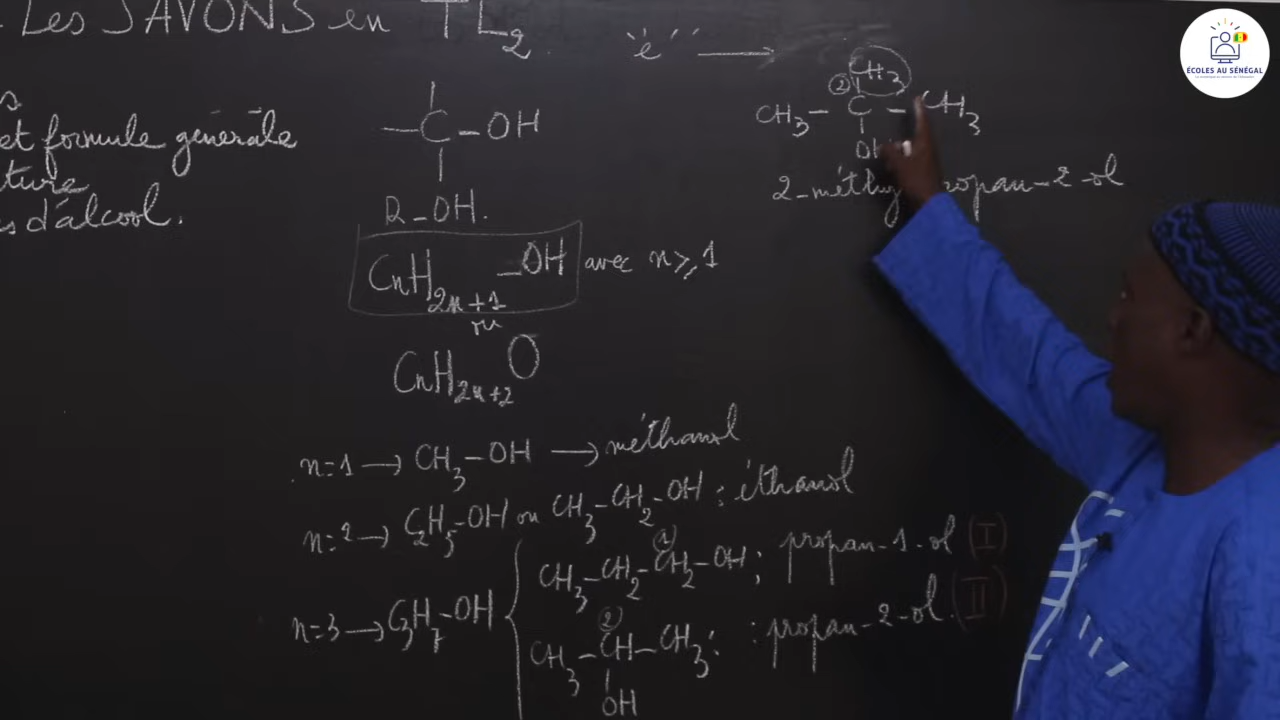 Les SAVONS en TL2
"e" →
s
et formule générale
ture
s d'alcool.
— C — OH
R - OH.
CnH2n+1 - OH avec n ⩾ 1
ou
CnH2n+2O
n=1 → CH3 - OH → méthanol
n=2 → C2H5 - OH ou CH3 - CH2 - OH : éthanol
(1)
n=3 → C3H7 - OH { CH3 - CH2 - CH2 - OH ; propan-1-ol (I)
(2)
CH3 - CH - CH3 : : propan-2-ol. (II)
OH
CH3
(2)
CH3 - C - CH3
OH
2-méthyl propan-2-ol
ÉCOLES AU SÉNÉGAL